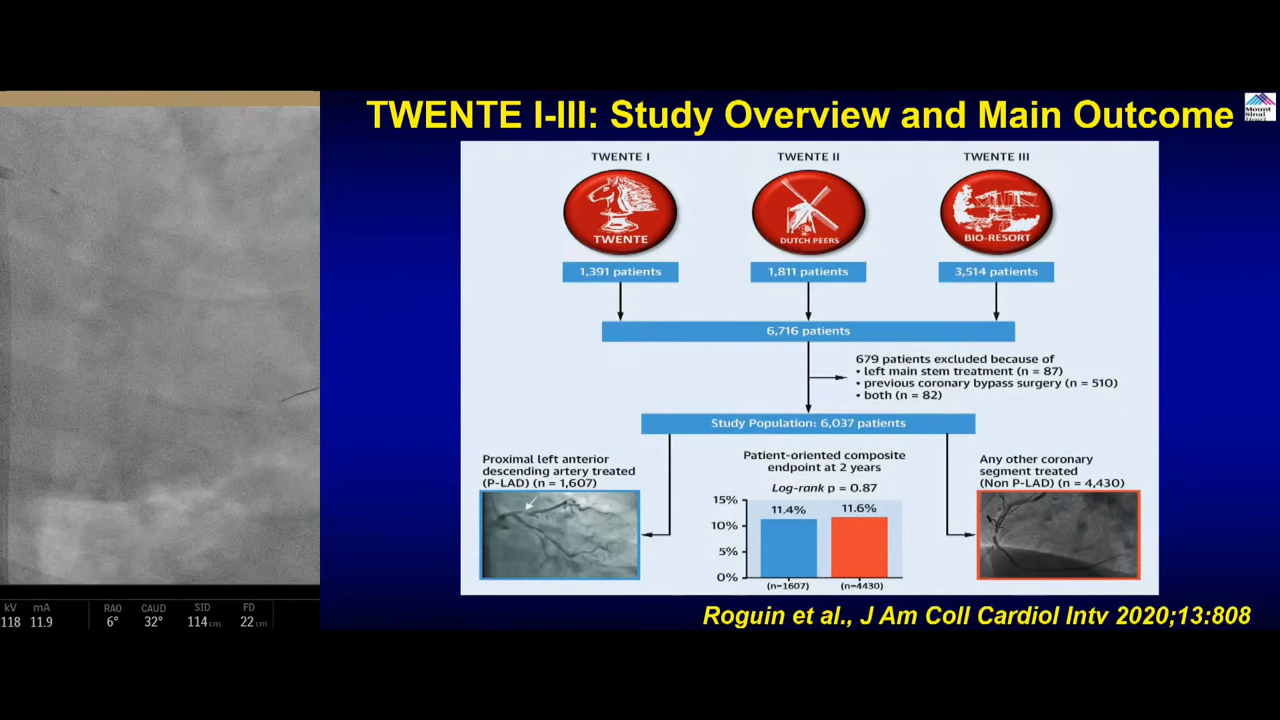 TWENTE I-III: Study Overview and Main Outcome
Mount
Sinai
Heart
TWENTE I
TWENTE II
TWENTE III
TWENTE
DUTCH PEERS
BIO-RESORT
1,391 patients
1,811 patients
3,514 patients
6,716 patients
679 patients excluded because of
• left main stem treatment (n = 87)
• previous coronary bypass surgery (n = 510)
• both (n = 82)
Study Population: 6,037 patients
Proximal left anterior
descending artery treated
(P-LAD) (n = 1,607)
Patient-oriented composite
endpoint at 2 years
Log-rank p = 0.87
15%
10%
5%
0%
11.4%
11.6%
(n=1607)
(n=4430)
Any other coronary
segment treated
(Non P-LAD) (n = 4,430)
Roguin et al., J Am Coll Cardiol Intv 2020;13:808
kV mA RAO CAUD SID FD
118 11.9 6° 32° 114 cm 22 cm